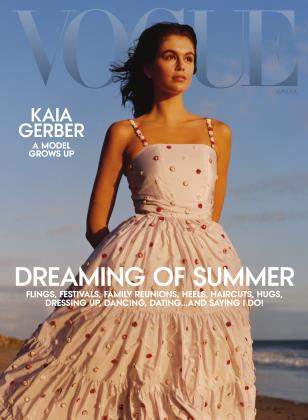 VOGUE
KAIA
GERBER
A MODEL
GROWS UP
DREAMING OF SUMMER
FLINGS, FESTIVALS, FAMILY REUNIONS, HEELS, HAIRCUTS, HUGS,
DRESSING UP, DANCING, DATING...AND SAYING I DO!